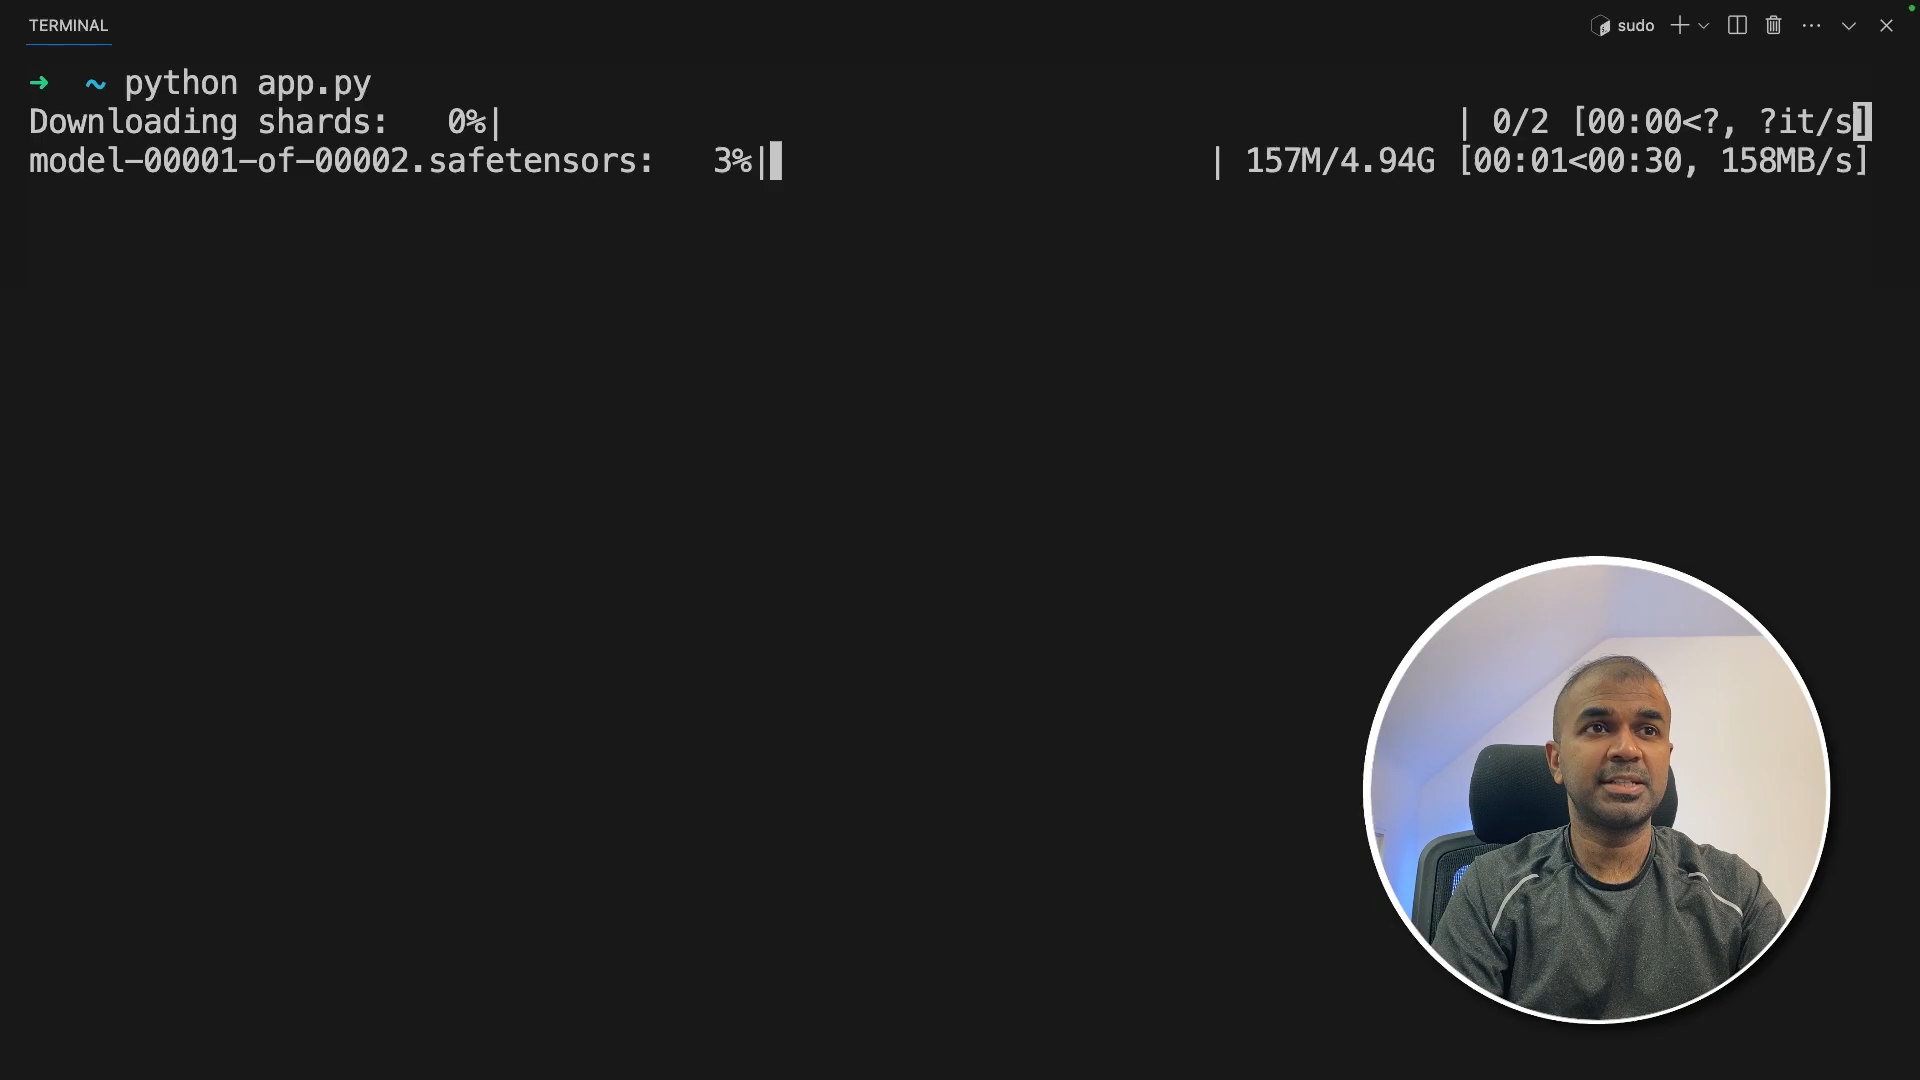 TERMINAL
sudo
➜ ~ python app.py
Downloading shards: 0%| | 0/2 [00:00<?, ?it/s]
model-00001-of-00002.safetensors: 3%| | 157M/4.94G [00:01<00:30, 158MB/s]